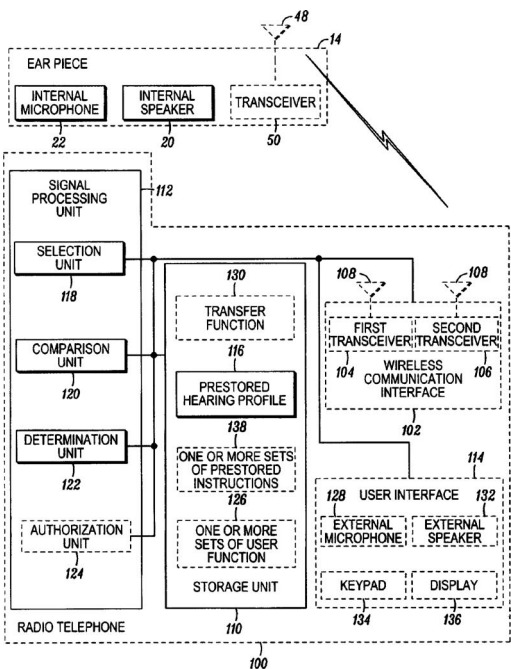 48
14
EAR PIECE
INTERNAL
MICROPHONE
22
INTERNAL
SPEAKER
20
TRANSCEIVER
50
SIGNAL
PROCESSING
UNIT
112
SELECTION
UNIT
118
COMPARISON
UNIT
120
DETERMINATION
UNIT
122
AUTHORIZATION
UNIT
124
RADIO TELEPHONE
130
TRANSFER
FUNCTION
116
PRESTORED
HEARING PROFILE
138
ONE OR MORE SETS
OF PRESTORED
INSTRUCTIONS
126
ONE OR MORE
SETS OF USER
FUNCTION
STORAGE UNIT
110
108
108
FIRST
TRANSCEIVER
SECOND
TRANSCEIVER
104
106
WIRELESS
COMMUNICATION
INTERFACE
102
114
USER INTERFACE
128
132
EXTERNAL
MICROPHONE
EXTERNAL
SPEAKER
KEYPAD
134
DISPLAY
136
100